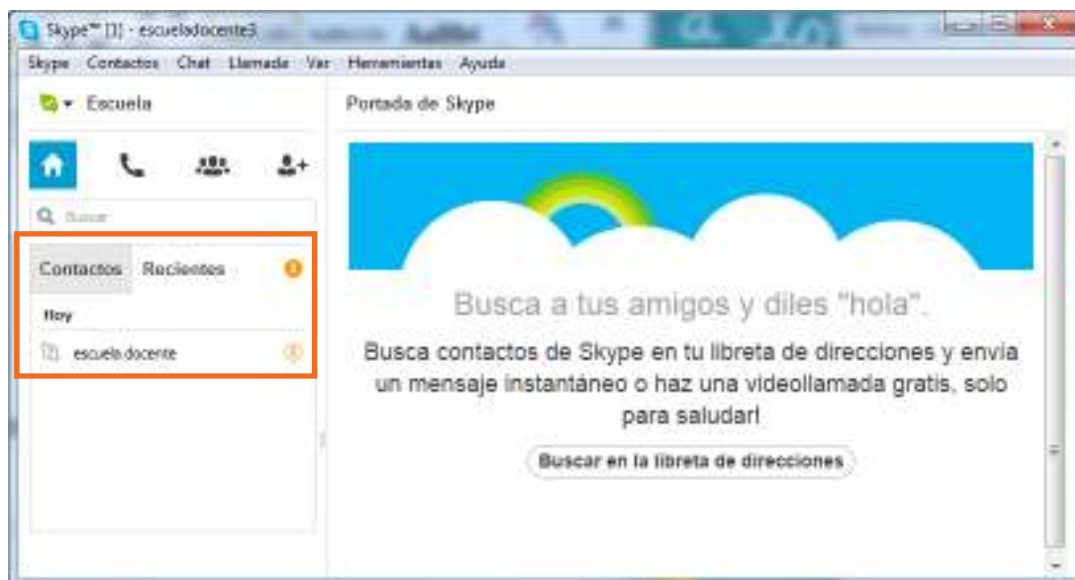 Skype™ [1] - escueladocente3
Skype Contactos Chat Llamada Ver Herramientas Ayuda
Escuela
Portada de Skype
Buscar
Contactos Recientes
Hoy
escuela docente
Busca a tus amigos y diles "hola".
Busca contactos de Skype en tu libreta de direcciones y envía
un mensaje instantáneo o haz una videollamada gratis, solo
para saludar!
Buscar en la libreta de direcciones